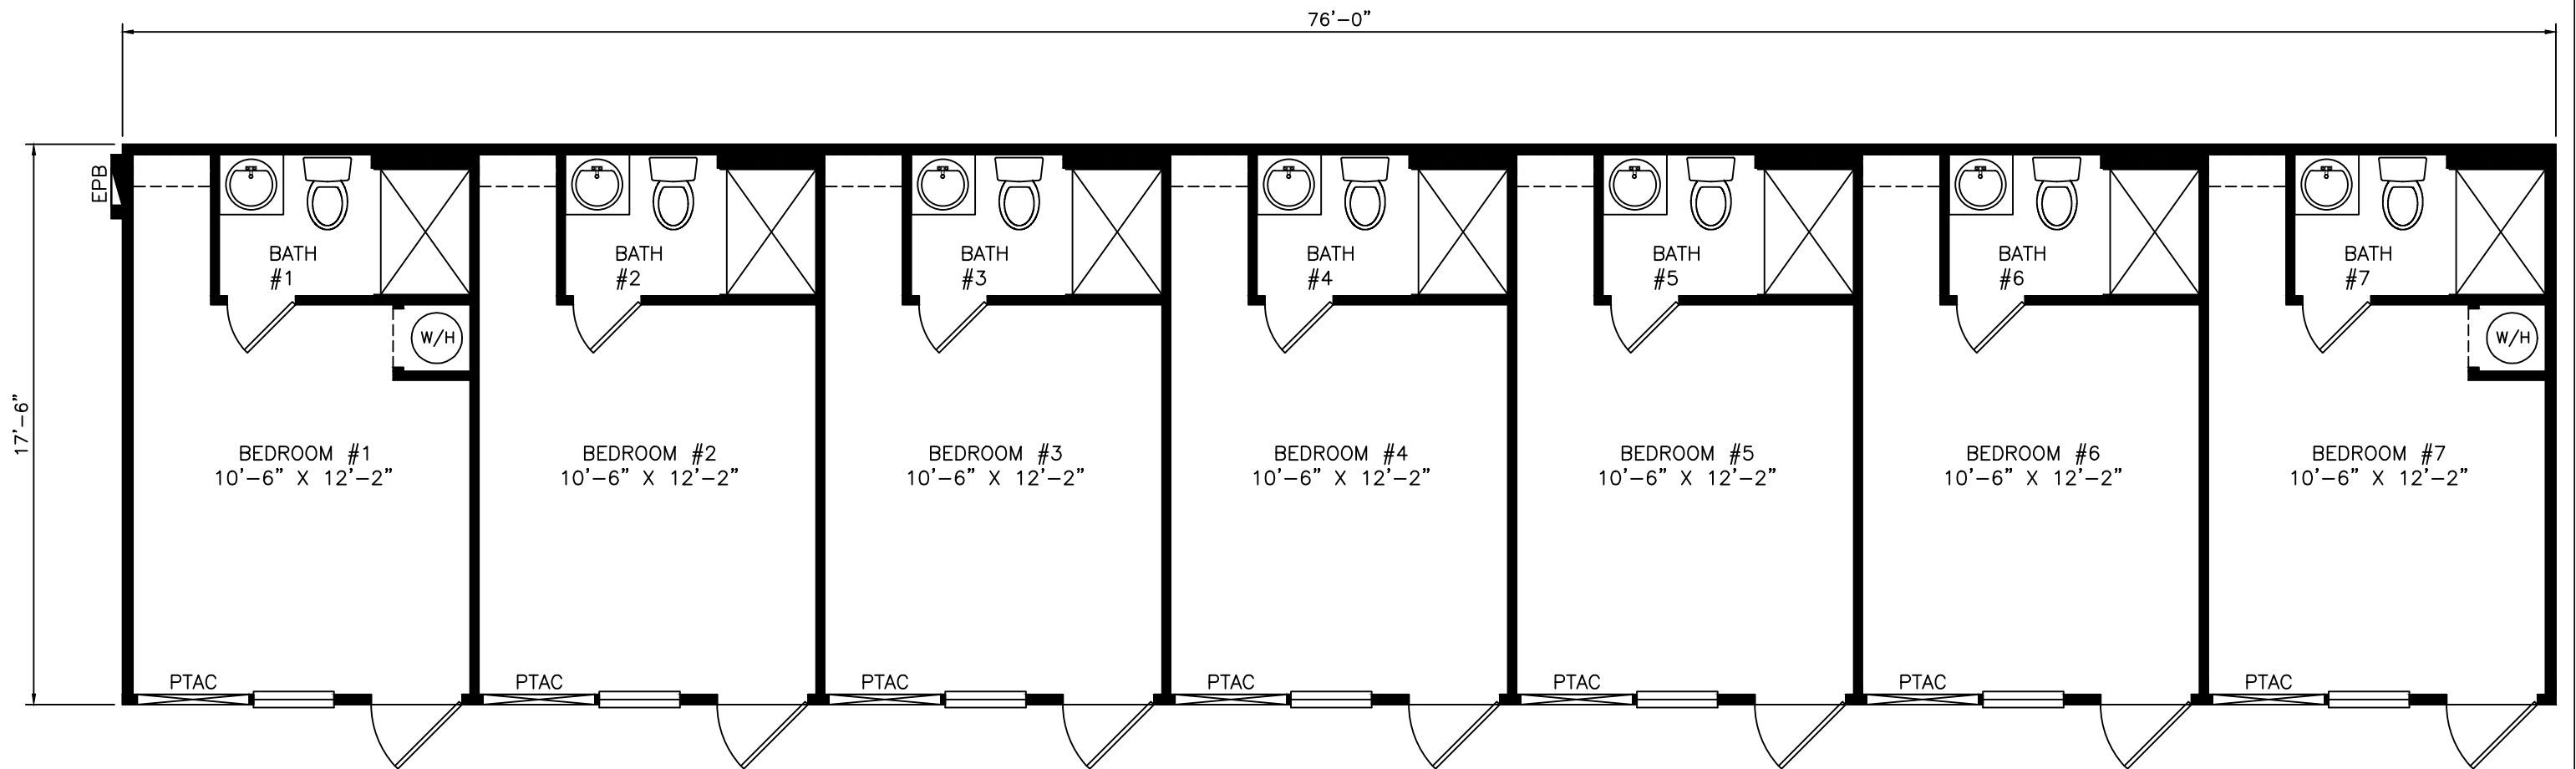 76'-0"
EPB
BATH
#1
BATH
#2
BATH
#3
BATH
#4
BATH
#5
BATH
#6
BATH
#7
W/H
W/H
17'-6"
BEDROOM #1
10'-6" X 12'-2"
BEDROOM #2
10'-6" X 12'-2"
BEDROOM #3
10'-6" X 12'-2"
BEDROOM #4
10'-6" X 12'-2"
BEDROOM #5
10'-6" X 12'-2"
BEDROOM #6
10'-6" X 12'-2"
BEDROOM #7
10'-6" X 12'-2"
PTAC
PTAC
PTAC
PTAC
PTAC
PTAC
PTAC